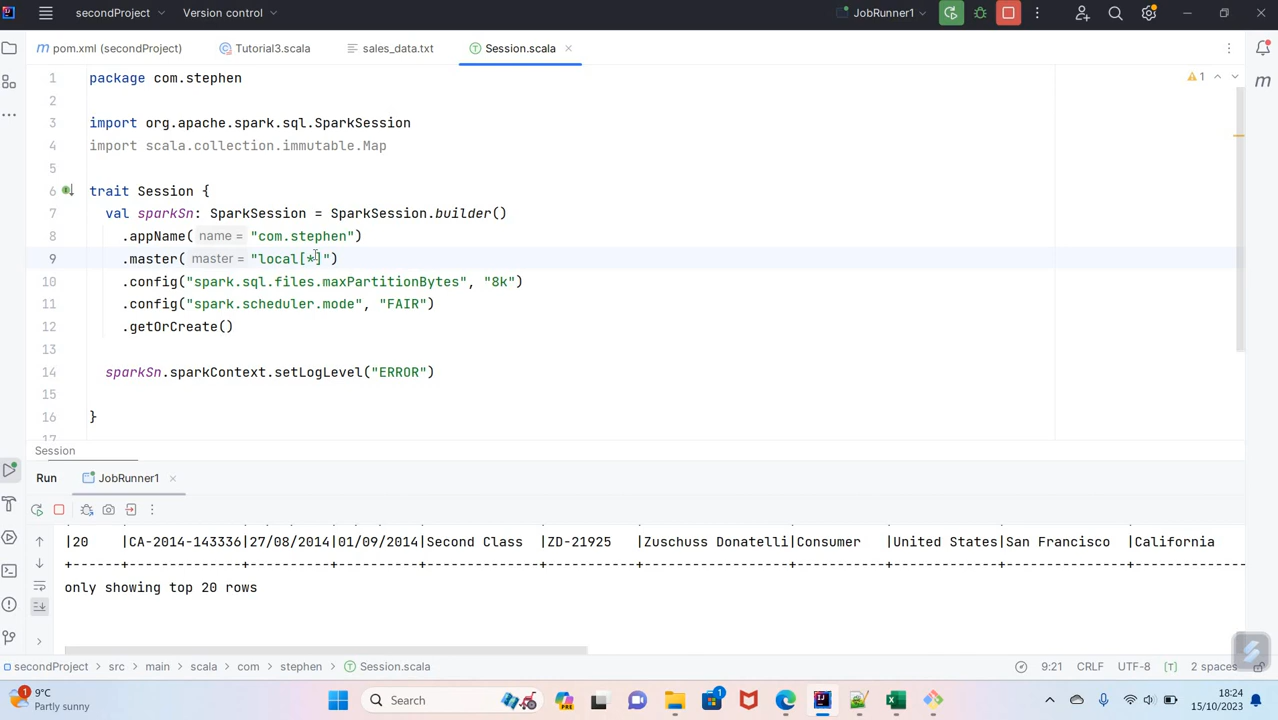 secondProject
Version control
JobRunner1
pom.xml (secondProject)
Tutorial3.scala
sales_data.txt
Session.scala
1 package com.stephen
1
2
3 import org.apache.spark.sql.SparkSession
4 import scala.collection.immutable.Map
5
6 trait Session {
7 val sparkSn: SparkSession = SparkSession.builder()
8 .appName( name = "com.stephen")
9 .master( master = "local[*]")
10 .config("spark.sql.files.maxPartitionBytes", "8k")
11 .config("spark.scheduler.mode", "FAIR")
12 .getOrCreate()
13
14 sparkSn.sparkContext.setLogLevel("ERROR")
15
16 }
17
Session
Run JobRunner1
|20 |CA-2014-143336|27/08/2014|01/09/2014|Second Class |ZD-21925 |Zuschuss Donatelli|Consumer |United States|San Francisco |California
only showing top 20 rows
secondProject > src > main > scala > com > stephen > Session.scala
9:21 CRLF UTF-8 2 spaces
1
9°C
Partly sunny
Search
PRE
1
18:24
15/10/2023